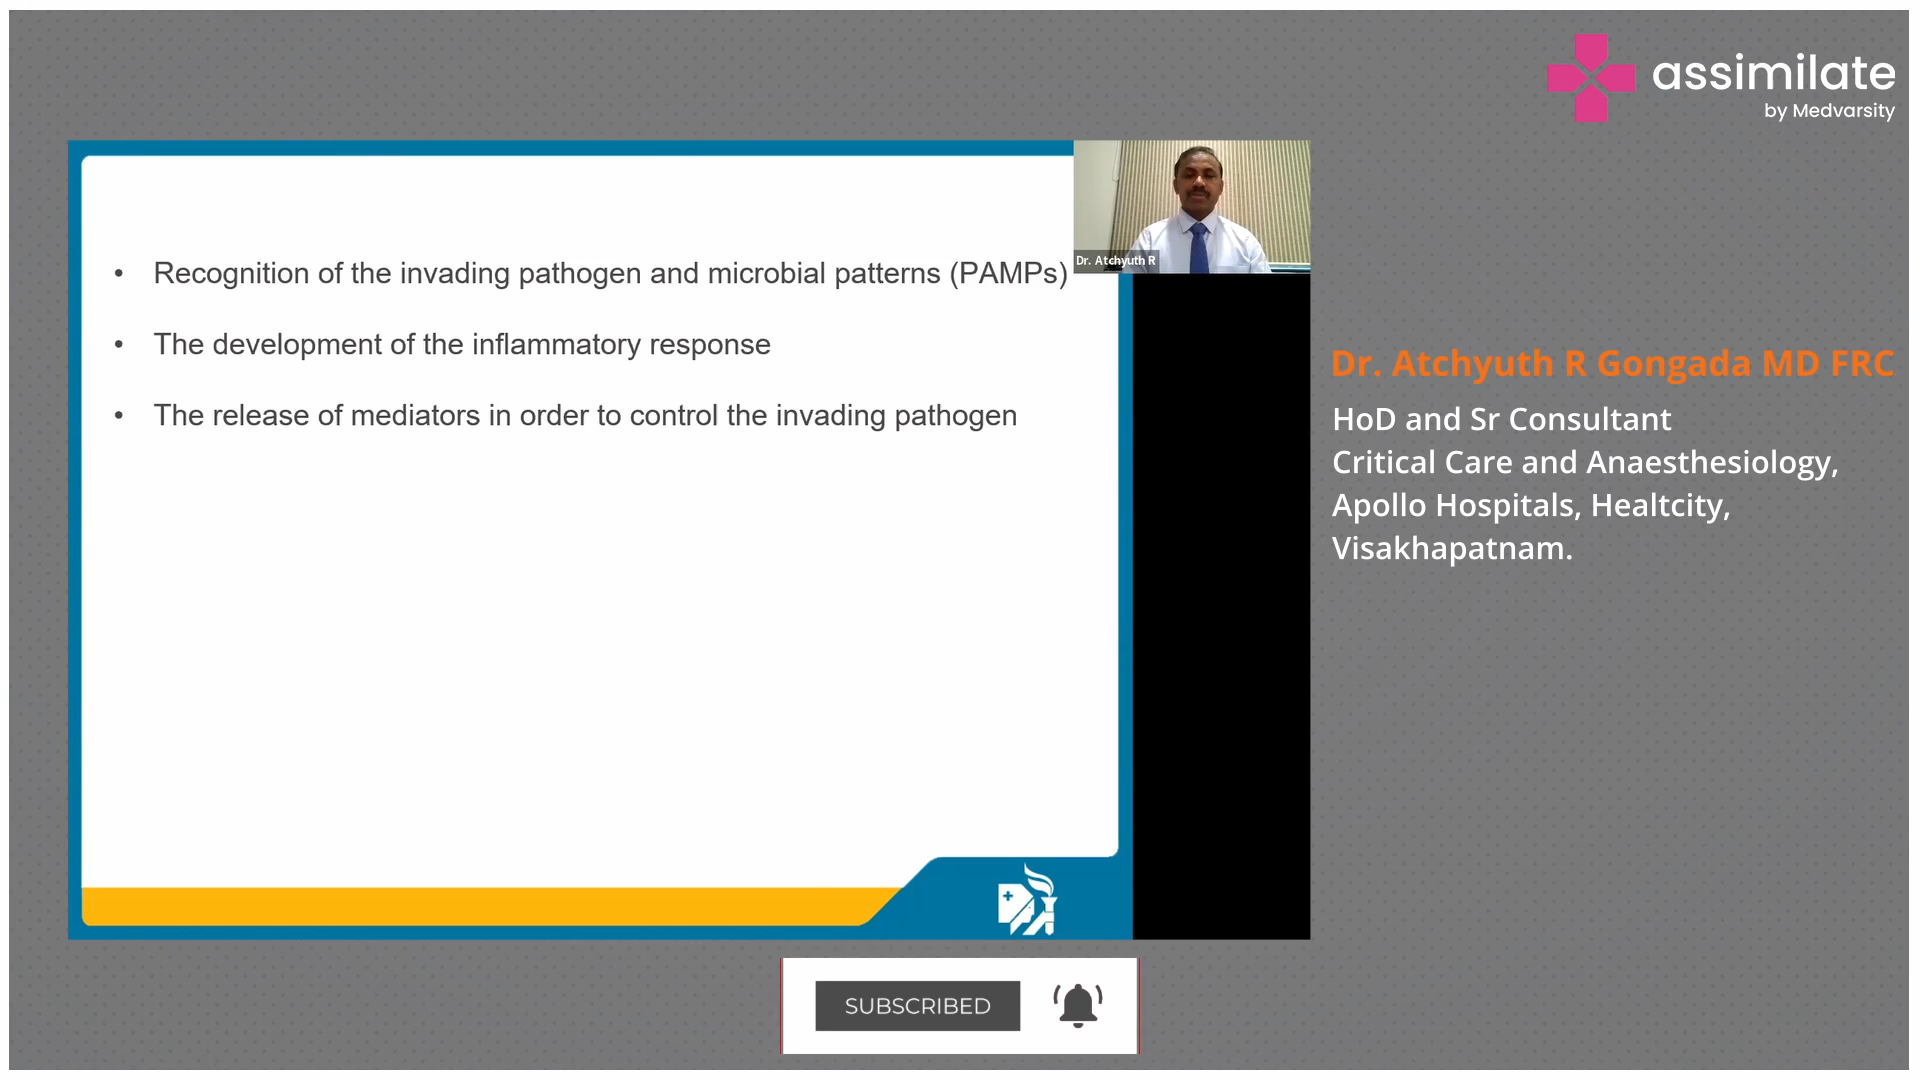 assimilate
by Medvarsity
Dr. Atchyuth R
• Recognition of the invading pathogen and microbial patterns (PAMPs)
• The development of the inflammatory response
• The release of mediators in order to control the invading pathogen
Dr. Atchyuth R Gongada MD FRC
HoD and Sr Consultant
Critical Care and Anaesthesiology,
Apollo Hospitals, Healtcity,
Visakhapatnam.
SUBSCRIBED